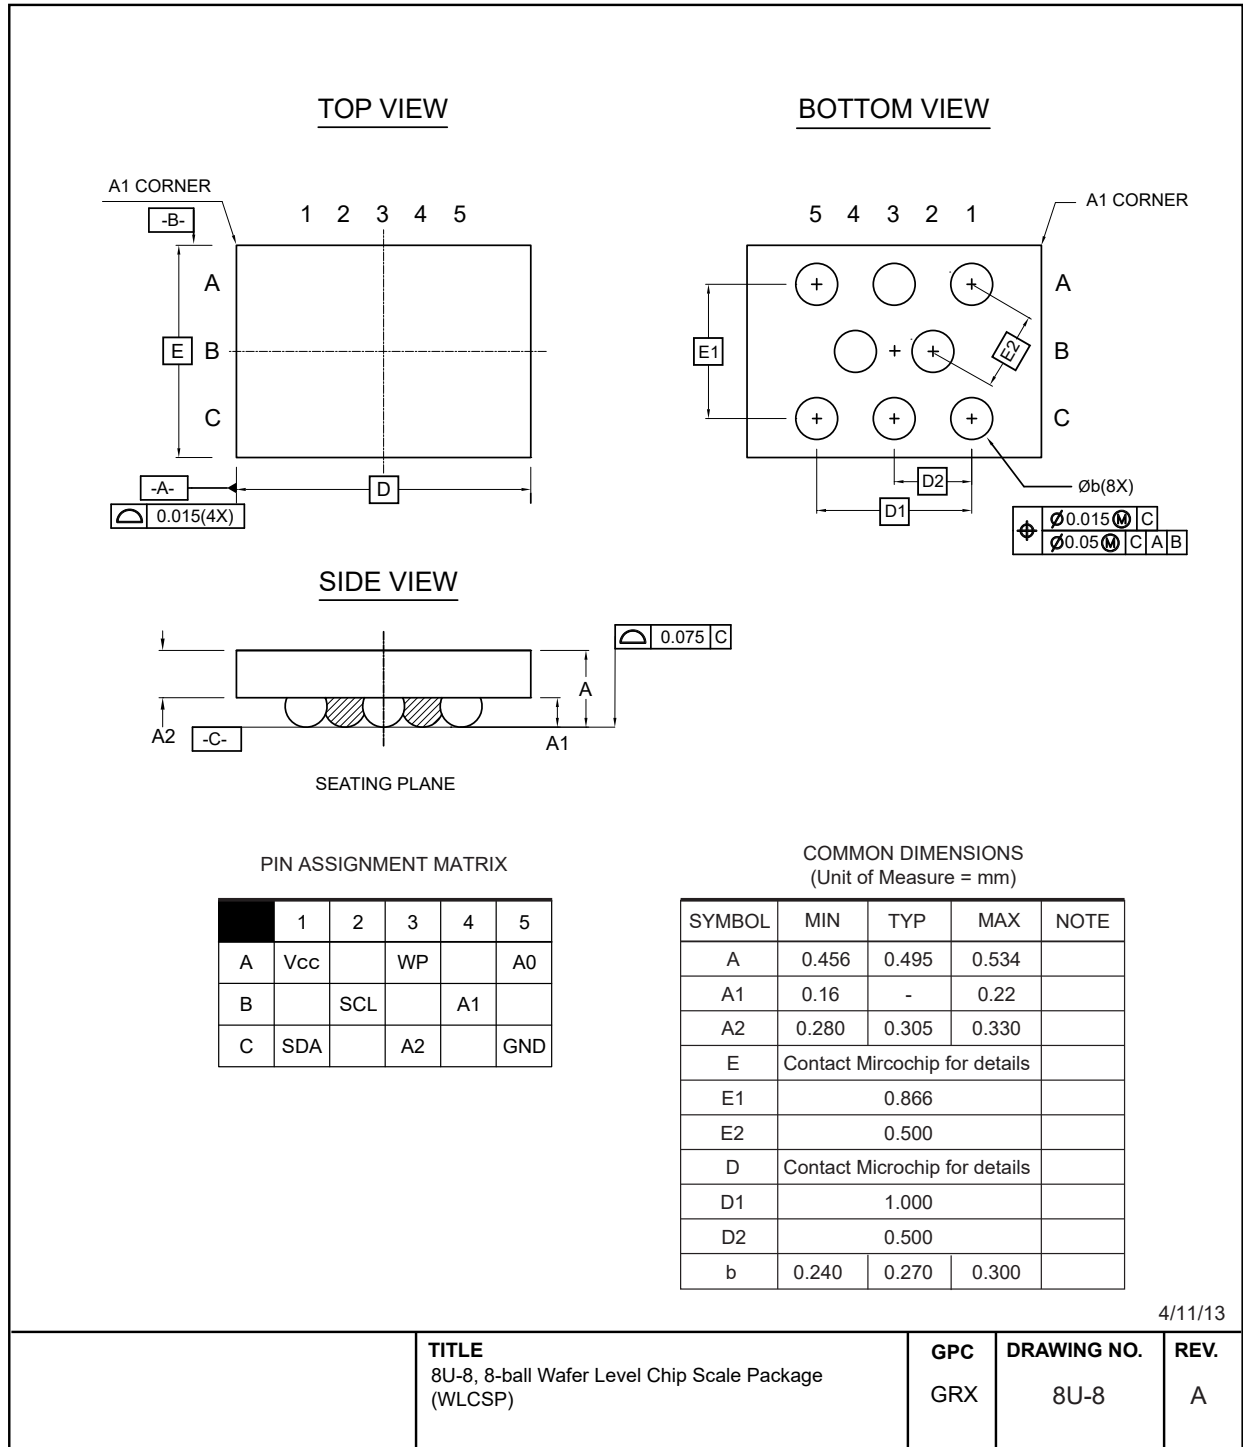 TOP VIEW
BOTTOM VIEW
A1 CORNER
-B-
1 2 3 4 5
A
E B
C
-A-
D
0.015(4X)
5 4 3 2 1
A1 CORNER
A
E1
E2
B
C
D2
D1
Øb(8X)
Ø0.015 M C
Ø0.05 M C A B
SIDE VIEW
0.075 C
A
A2 -C-
A1
SEATING PLANE
PIN ASSIGNMENT MATRIX
1 2 3 4 5
A Vcc WP A0
B SCL A1
C SDA A2 GND
COMMON DIMENSIONS
(Unit of Measure = mm)
SYMBOL MIN TYP MAX NOTE
A 0.456 0.495 0.534
A1 0.16 - 0.22
A2 0.280 0.305 0.330
E Contact Mircochip for details
E1 0.866
E2 0.500
D Contact Microchip for details
D1 1.000
D2 0.500
b 0.240 0.270 0.300
4/11/13
TITLE
8U-8, 8-ball Wafer Level Chip Scale Package
(WLCSP)
GPC
GRX
DRAWING NO.
8U-8
REV.
A